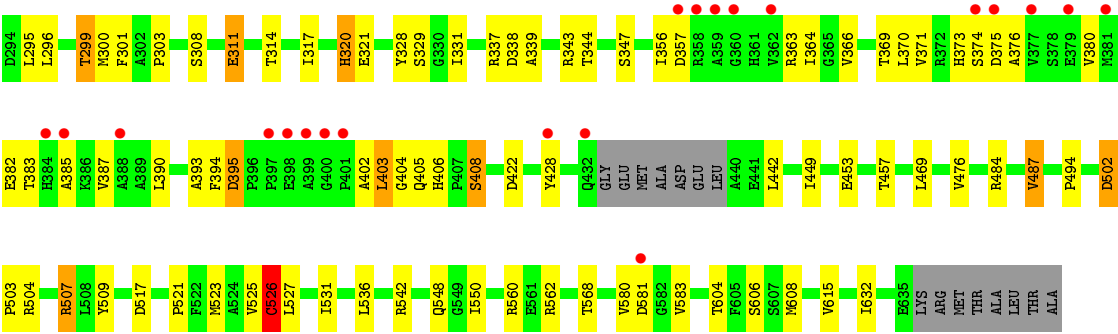 D294 L295 L296 T299 M300 F301 A302 P303 S308 E311 T314 I317 H320 E321 Y328 S329 G330 I331 R337 D338 A339 R343 T344 S347 I356 D357 R358 A359 G360 H361 V362 R363 I364 G365 V366 T369 L370 V371 R372 H373 S374 D375 A376 V377 S378 E379 V380 M381
E382 T383 H384 A385 K386 V387 A388 A389 L390 A393 F394 D395 P396 P397 E398 A399 G400 P401 A402 L403 G404 Q405 H406 P407 S408 D422 Y428 Q432 GLY GLU MET ALA ASP GLU LEU A440 E441 L442 I449 E453 T457 L469 V476 R484 V487 P494 D502
P503 R504 R507 L508 Y509 D517 P521 F522 M523 A524 V525 C526 L527 I531 L536 R542 Q548 G549 I550 R560 E561 R562 T568 V580 D581 G582 V583 T604 F605 S606 S607 M608 V615 I632 E635 LYS ARG MET THR ALA LEU THR ALA